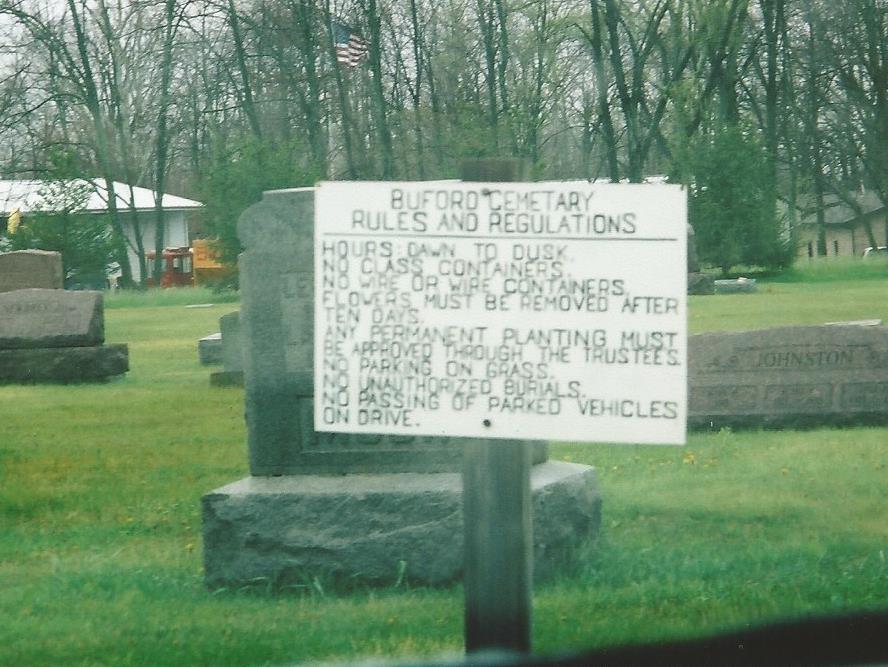 BUFORD CEMETARY
RULES AND REGULATIONS
HOURS: DAWN TO DUSK.
NO CLASS CONTAINERS.
NO WIRE OR WIRE CONTAINERS.
FLOWERS MUST BE REMOVED AFTER
TEN DAYS.
ANY PERMANENT PLANTING MUST
BE APPROVED THROUGH THE TRUSTEES.
NO PARKING ON GRASS.
NO UNAUTHORIZED BURIALS.
NO PASSING OF PARKED VEHICLES
ON DRIVE.
JOHNSTON